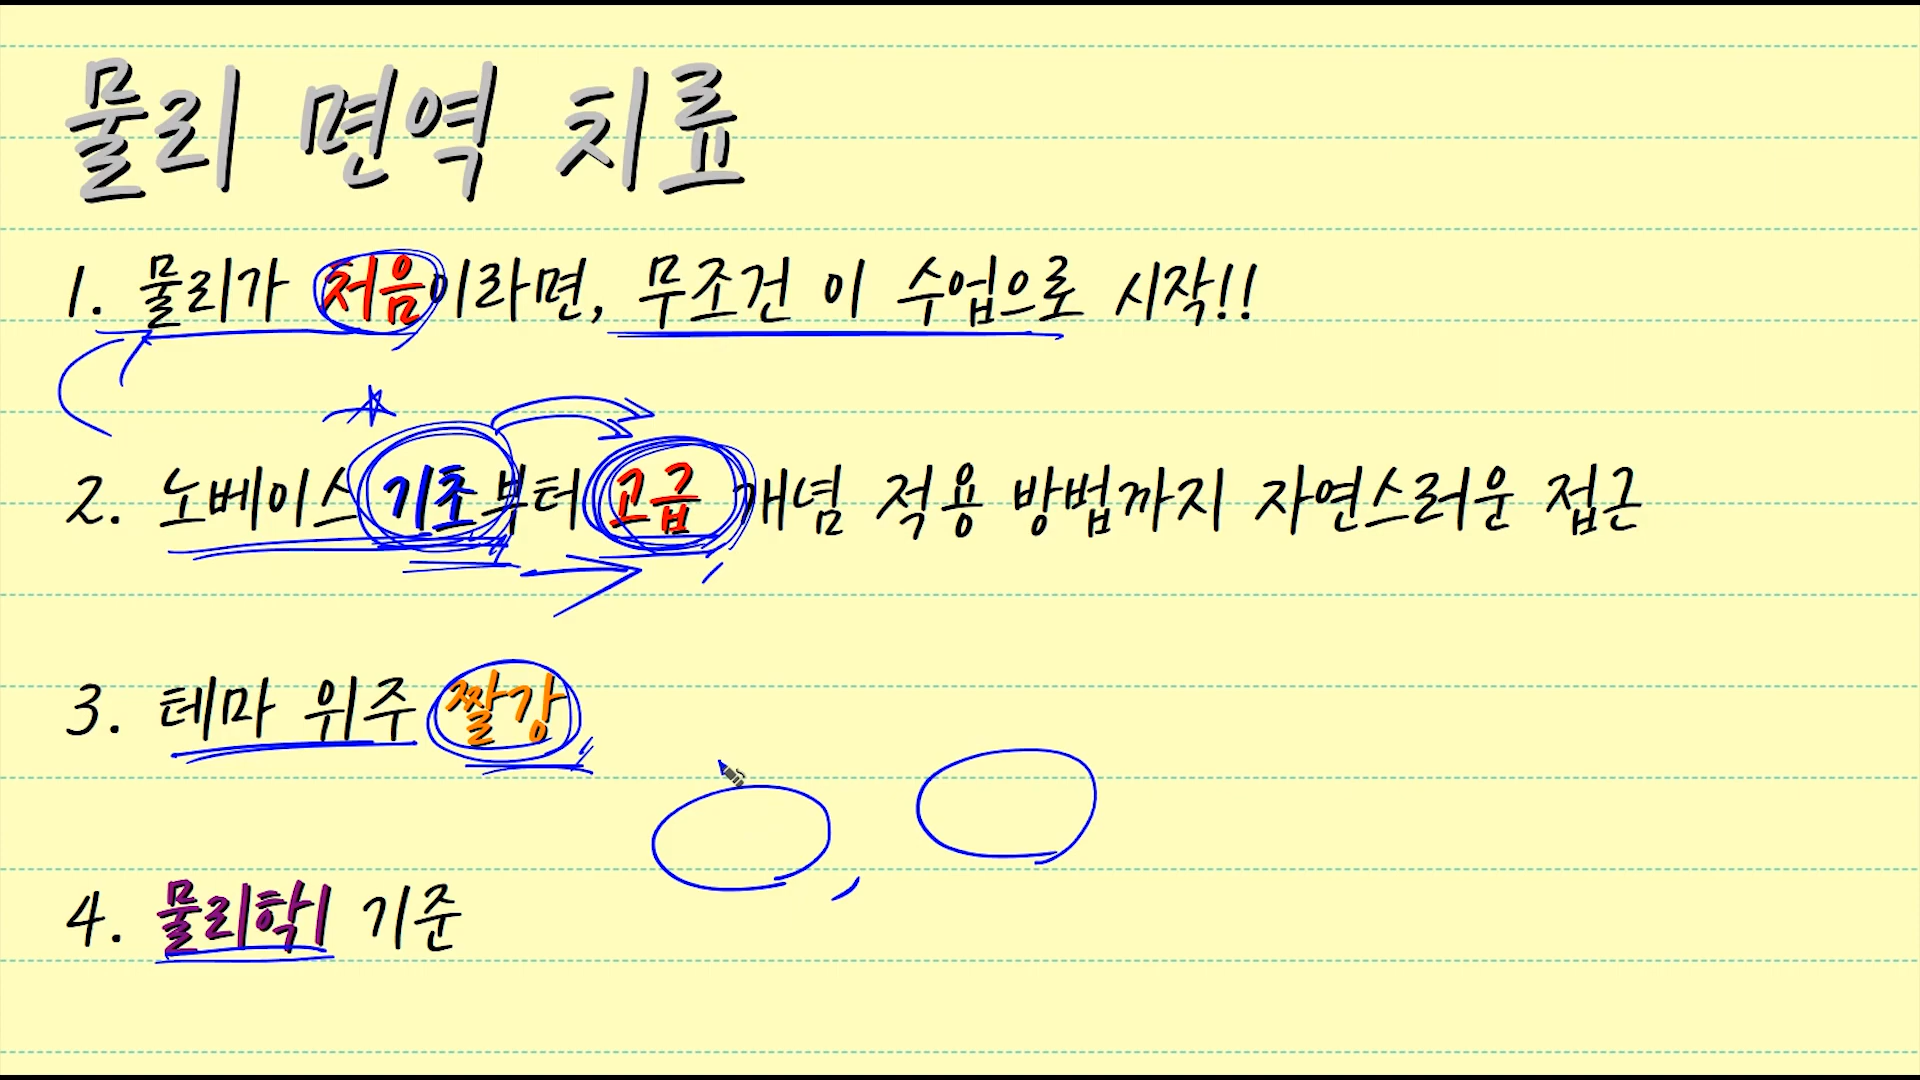 물리 면역 치료
1. 물리가 처음이라면, 무조건 이 수업으로 시작!!
2. 노베이스 기초부터 고급 개념 적용 방법까지 자연스러운 접근
3. 테마 위주 짤강
4. 물리학1 기준